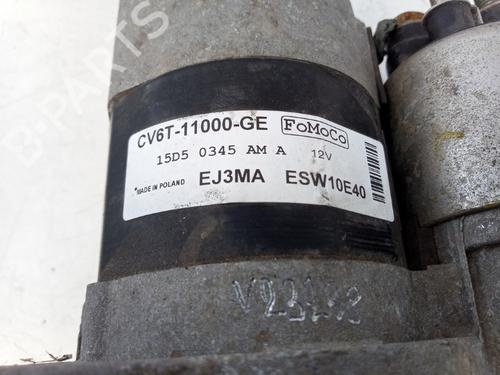 CV6T-11000-GE FoMoCo
15D5 0345 AM A 12V
*MADE IN POLAND EJ3MA ESW10E40